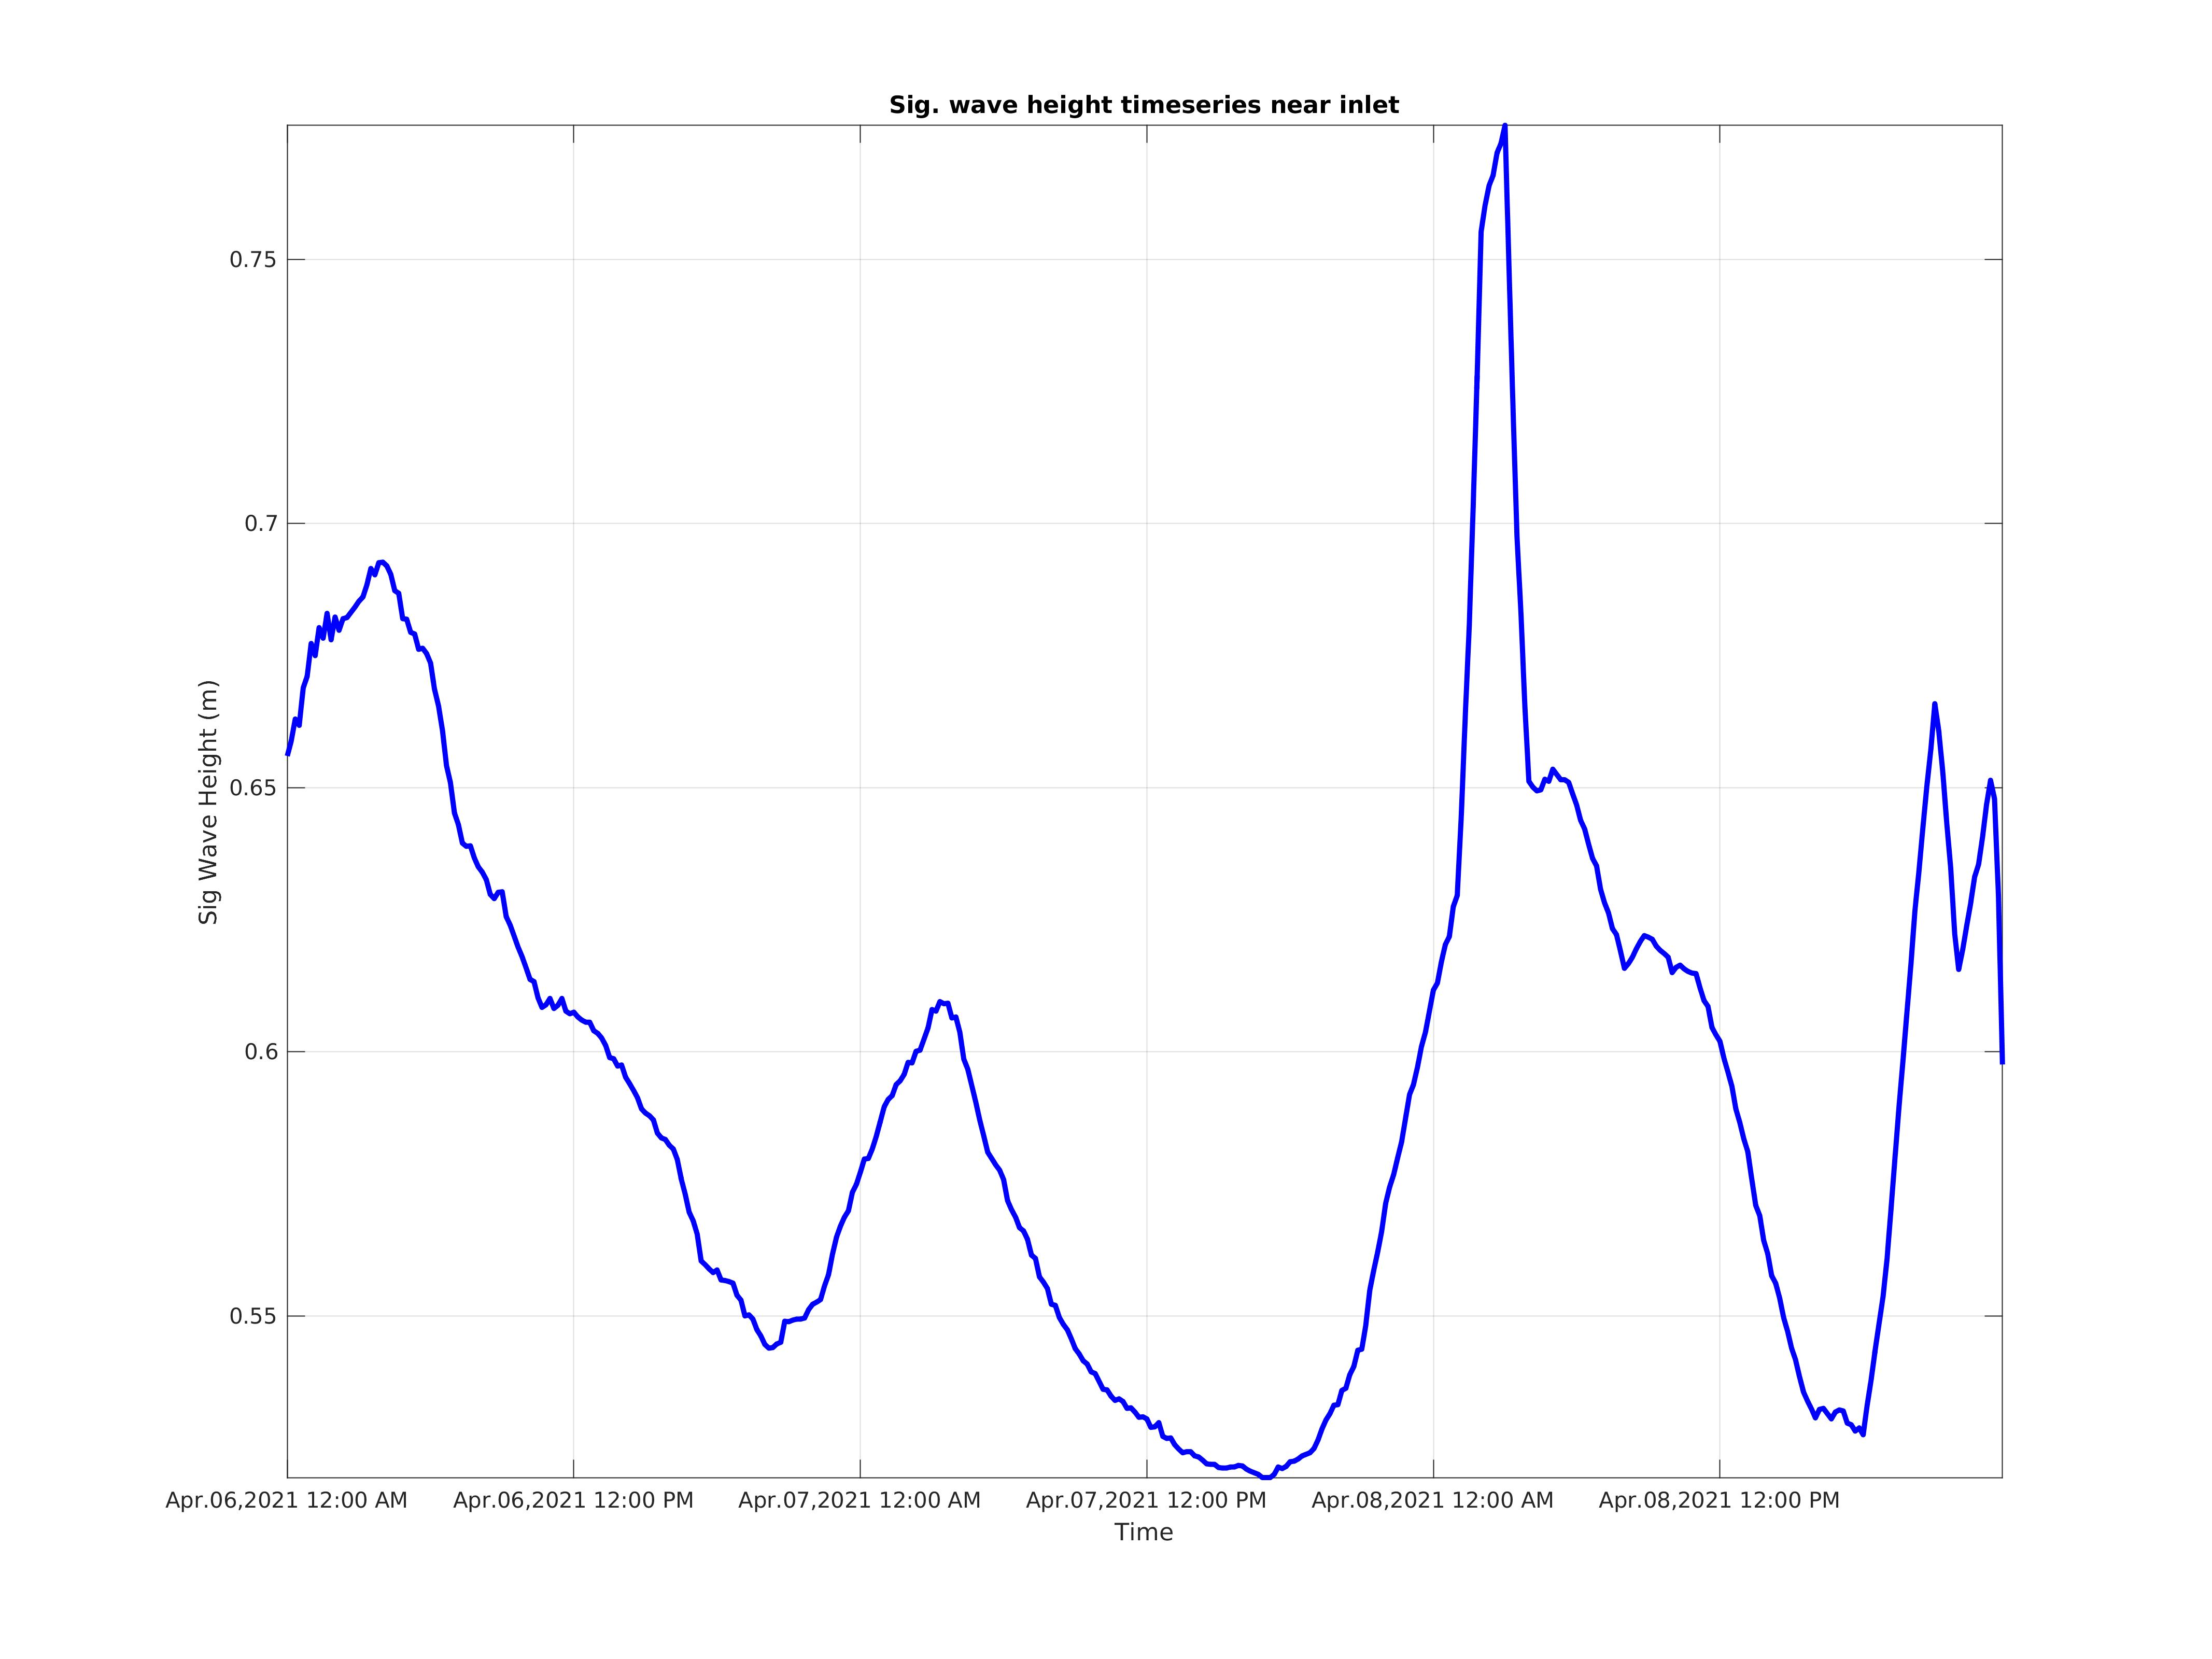 Sig. wave height timeseries near inlet
0.75
0.7
0.65
0.6
0.55
Sig Wave Height (m)
Apr.06,2021 12:00 AM Apr.06,2021 12:00 PM Apr.07,2021 12:00 AM Apr.07,2021 12:00 PM Apr.08,2021 12:00 AM Apr.08,2021 12:00 PM
Time